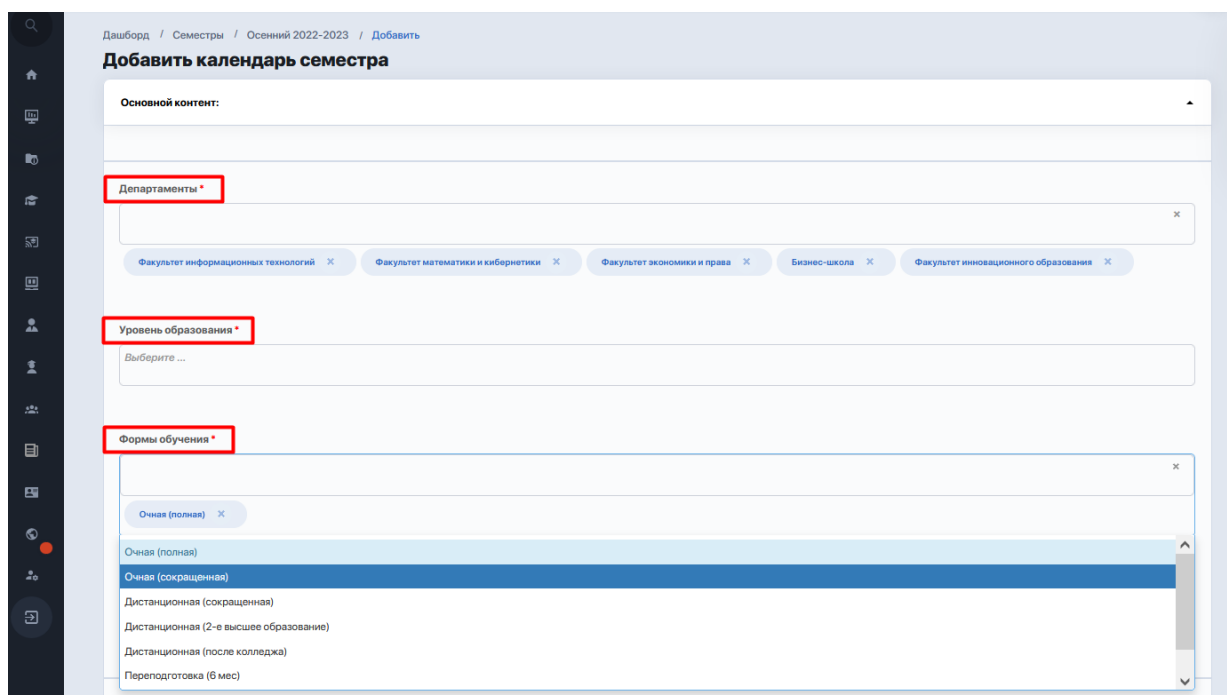 Дашборд / Семестры / Осенний 2022-2023 / Добавить
Добавить календарь семестра
Основной контент:
Департаменты *
Факультет информационных технологий × Факультет математики и кибернетики × Факультет экономики и права × Бизнес-школа × Факультет инновационного образования ×
Уровень образования *
Выберите ...
Формы обучения *
Очная (полная) ×
Очная (полная)
Очная (сокращенная)
Дистанционная (сокращенная)
Дистанционная (2-е высшее образование)
Дистанционная (после колледжа)
Переподготовка (6 мес)